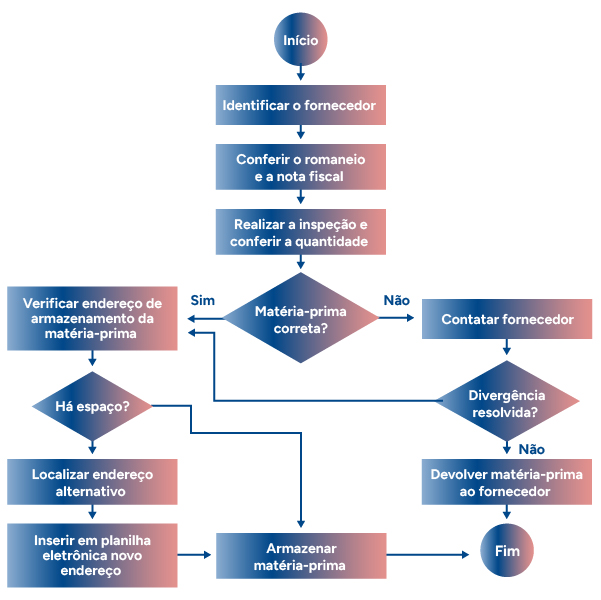 Início
Identificar o fornecedor
Conferir o romaneio
e a nota fiscal
Realizar a inspeção e
conferir a quantidade
Matéria-prima
correta?
Sim
Não
Verificar endereço de
armazenamento da
matéria-prima
Contatar fornecedor
Há espaço?
Divergência
resolvida?
Não
Localizar endereço
alternativo
Devolver matéria-prima
ao fornecedor
Inserir em planilha
eletrônica novo
endereço
Armazenar
matéria-prima
Fim